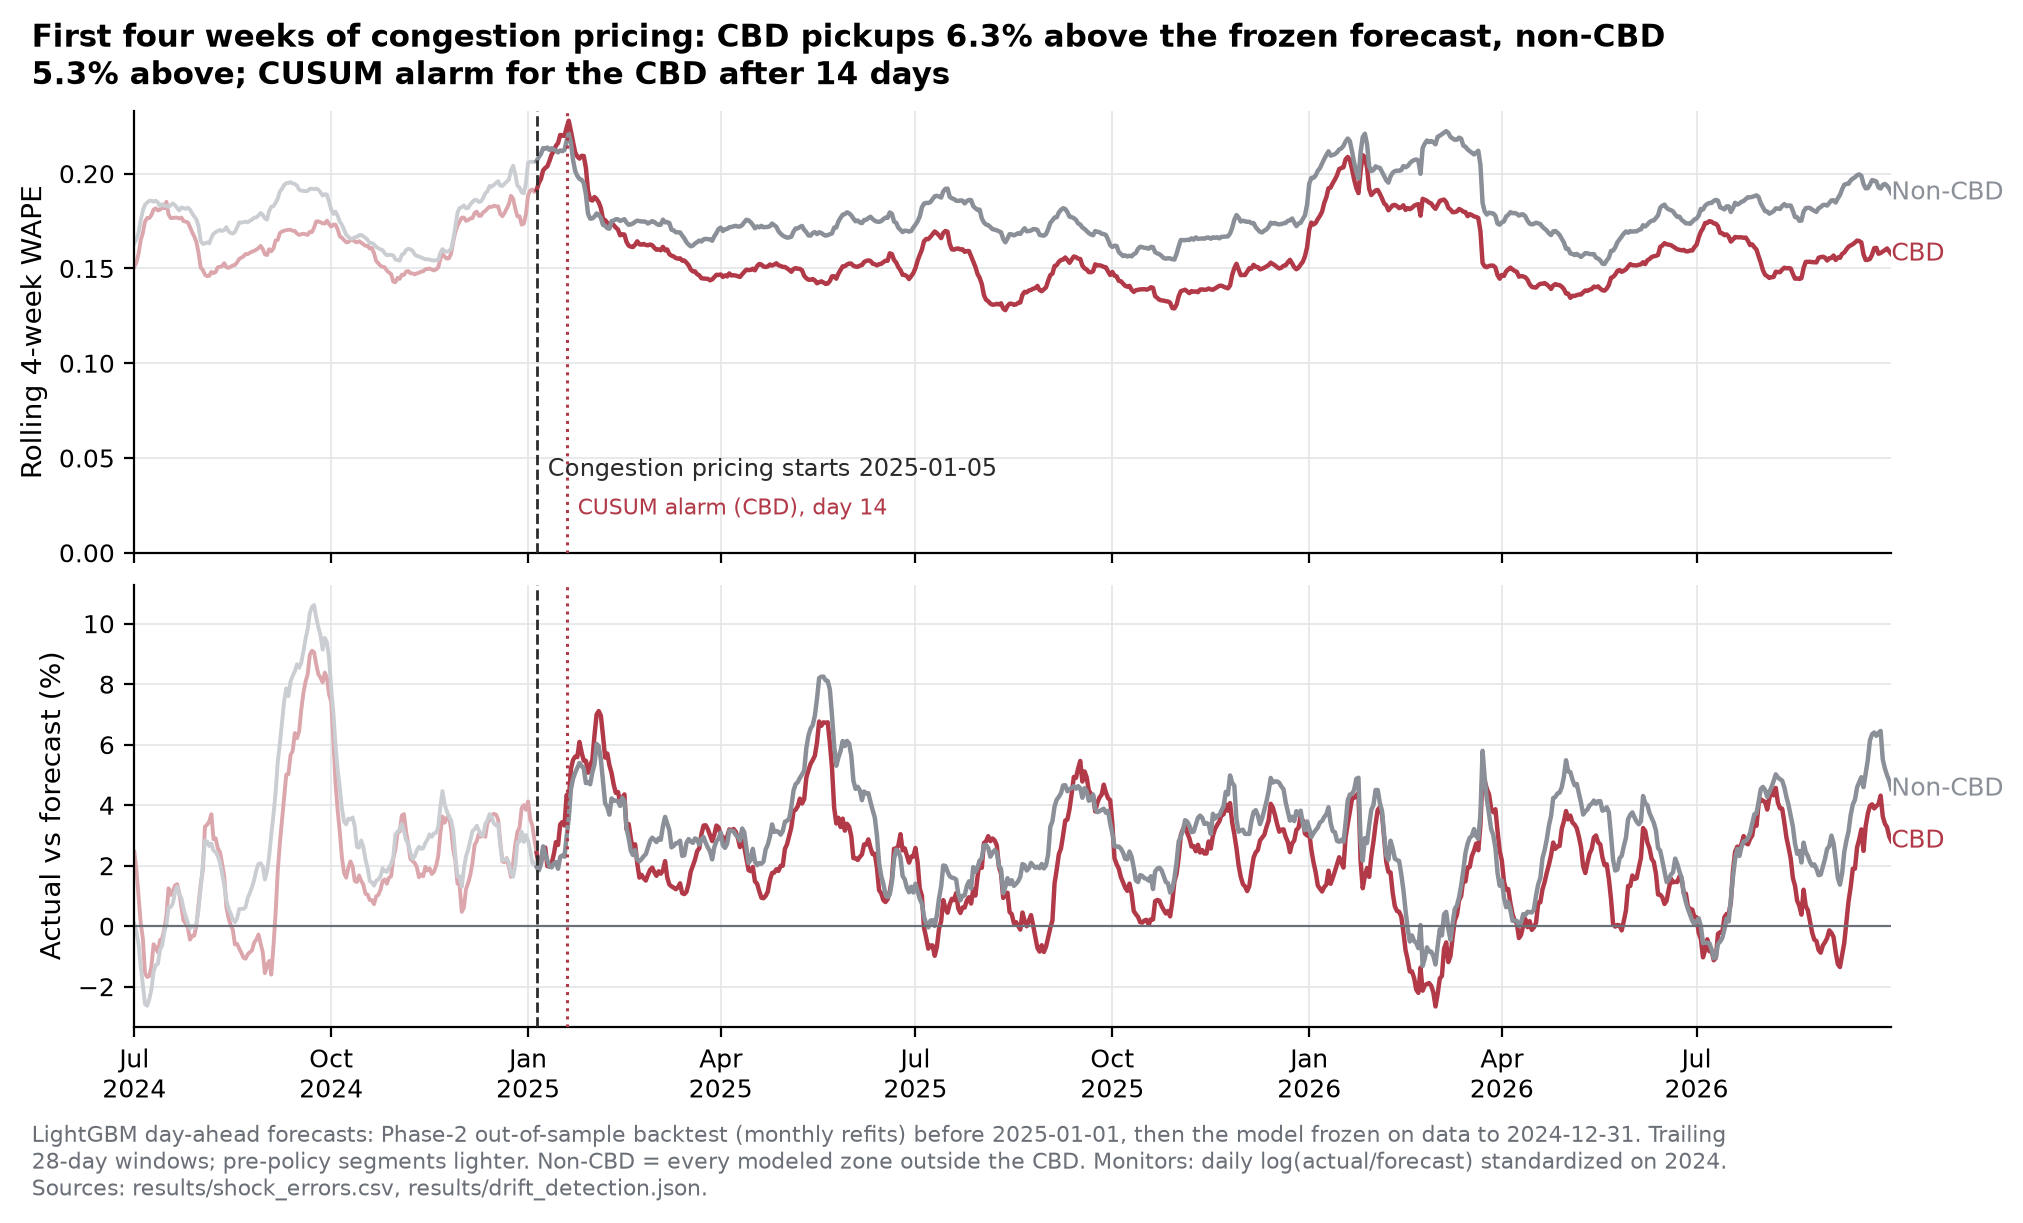 First four weeks of congestion pricing: CBD pickups 6.3% above the frozen forecast, non-CBD
5.3% above; CUSUM alarm for the CBD after 14 days
Rolling 4-week WAPE
0.20
0.15
0.10
0.05
0.00
Non-CBD
CBD
Congestion pricing starts 2025-01-05
CUSUM alarm (CBD), day 14
Actual vs forecast (%)
10
8
6
4
2
0
−2
Non-CBD
CBD
Jul
2024
Oct
2024
Jan
2025
Apr
2025
Jul
2025
Oct
2025
Jan
2026
Apr
2026
Jul
2026
LightGBM day-ahead forecasts: Phase-2 out-of-sample backtest (monthly refits) before 2025-01-01, then the model frozen on data to 2024-12-31. Trailing
28-day windows; pre-policy segments lighter. Non-CBD = every modeled zone outside the CBD. Monitors: daily log(actual/forecast) standardized on 2024.
Sources: results/shock_errors.csv, results/drift_detection.json.